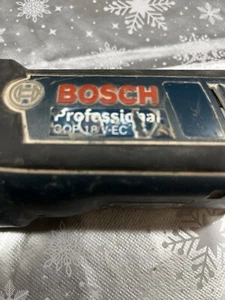 BOSCH
Professional
GOP 18 V-EC